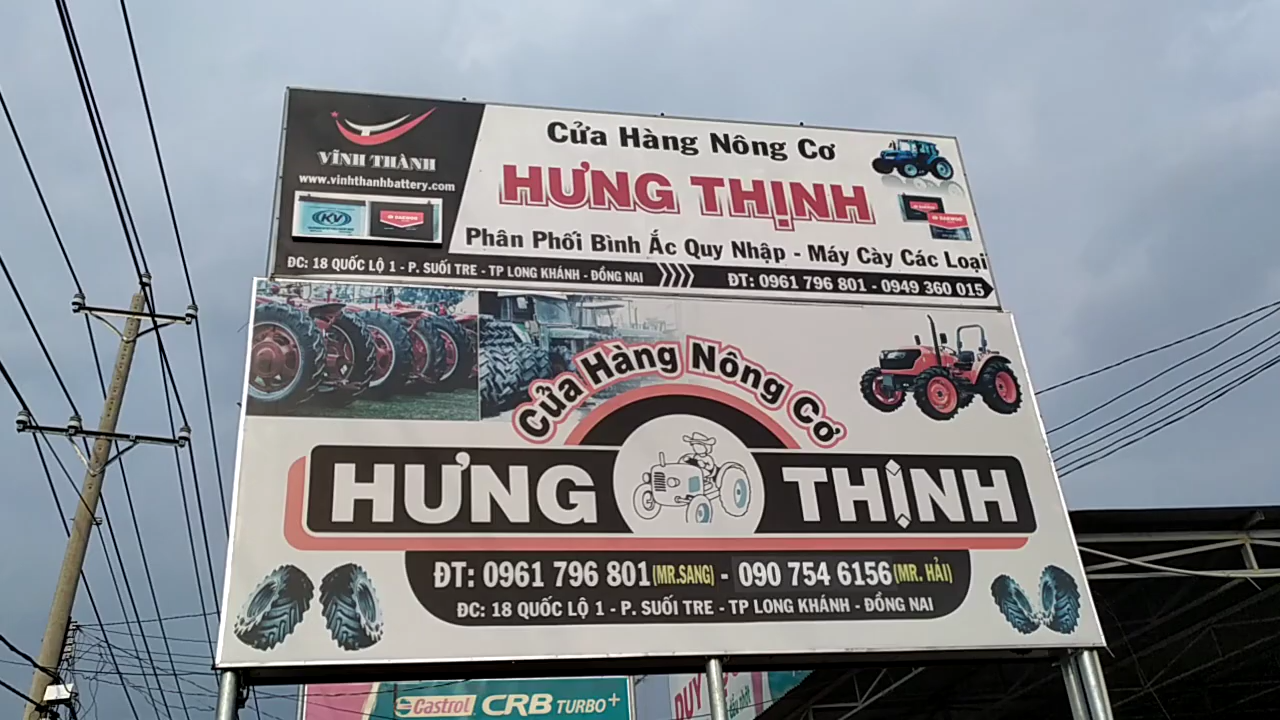 VĨNH THÀNH
www.vinhthanhbattery.com
KV
Cửa Hàng Nông Cơ
HƯNG THỊNH
Phân Phối Bình Ắc Quy Nhập - Máy Cày Các Loại
ĐC: 18 QUỐC LỘ 1 - P. SUỐI TRE - TP LONG KHÁNH - ĐỒNG NAI
ĐT: 0961 796 801 - 0949 360 015
Cửa Hàng Nông Cơ
HƯNG THỊNH
ĐT: 0961 796 801 (MR.SANG) - 090 754 6156 (MR. HẢI)
ĐC: 18 QUỐC LỘ 1 - P. SUỐI TRE - TP LONG KHÁNH - ĐỒNG NAI
Castrol CRB TURBO+
DUY